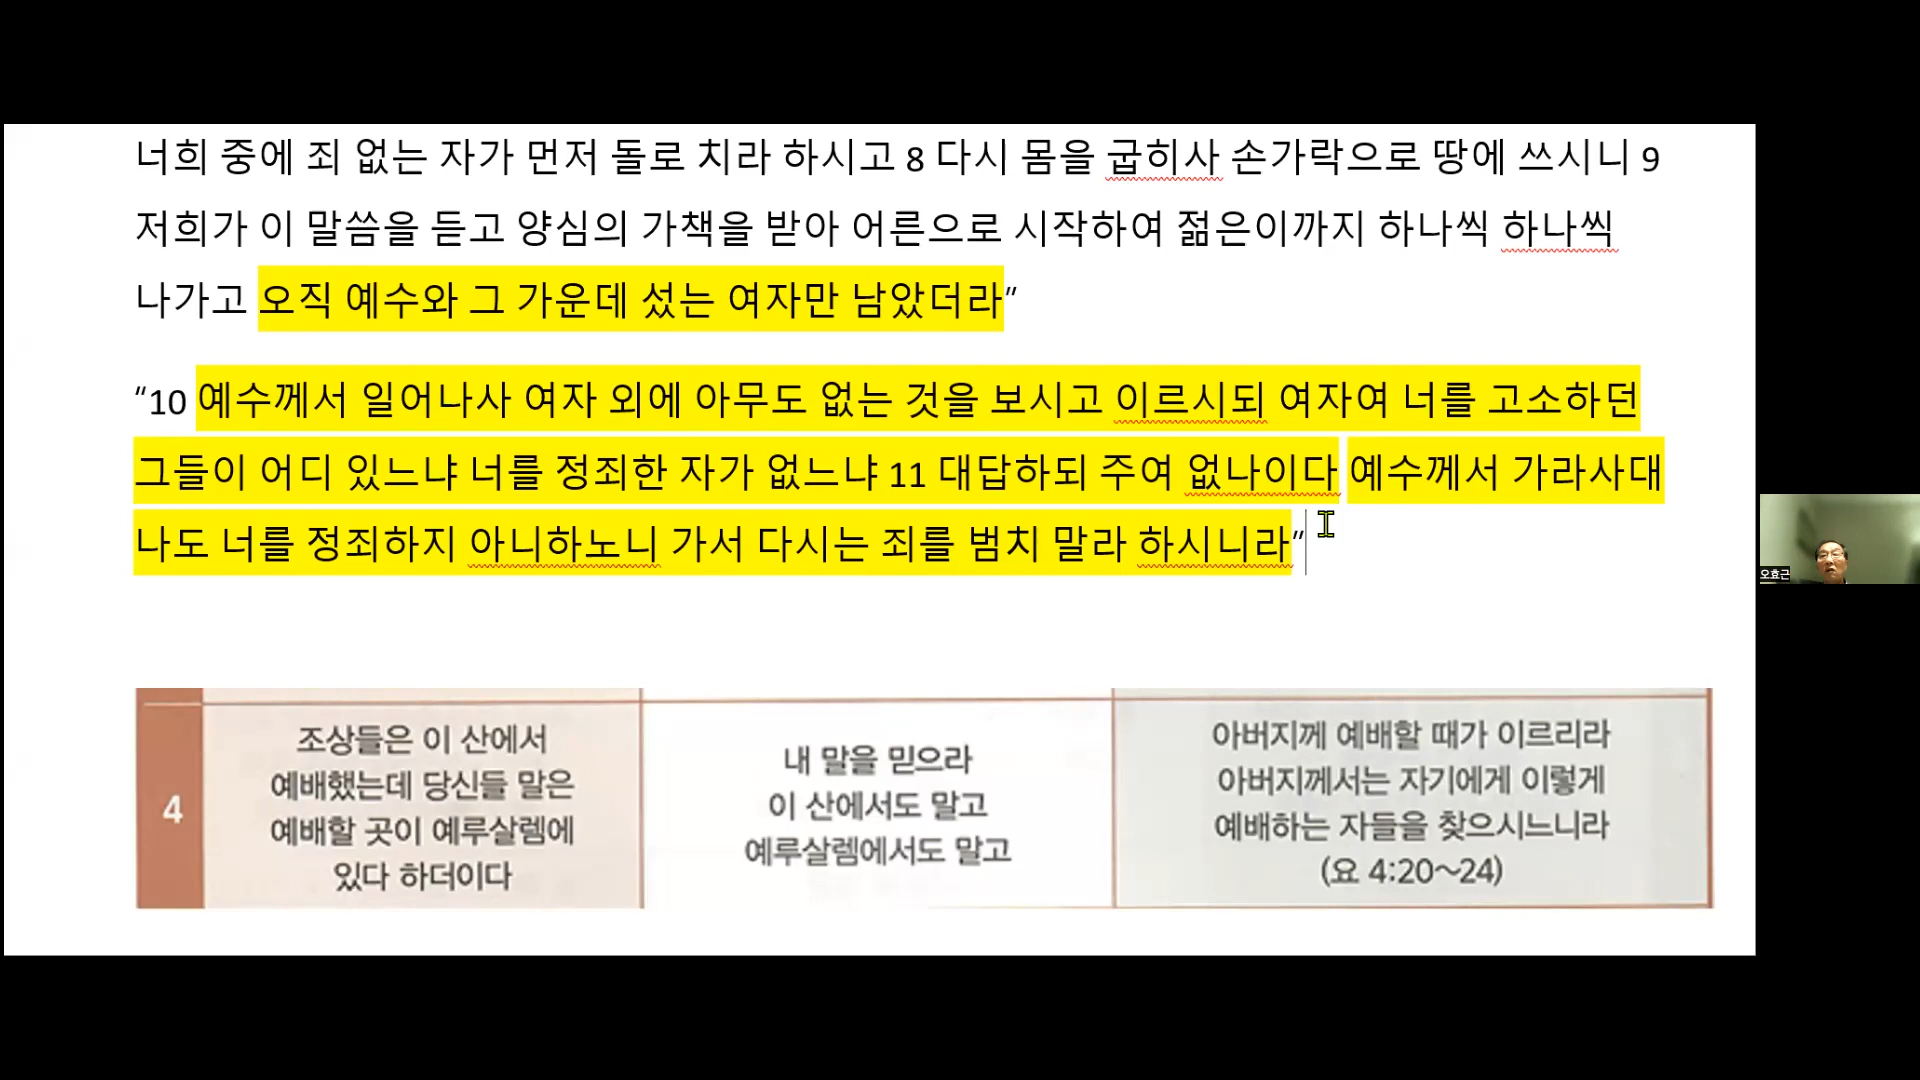 너희 중에 죄 없는 자가 먼저 돌로 치라 하시고 8 다시 몸을 굽히사 손가락으로 땅에 쓰시니 9
저희가 이 말씀을 듣고 양심의 가책을 받아 어른으로 시작하여 젊은이까지 하나씩 하나씩
나가고 오직 예수와 그 가운데 섰는 여자만 남았더라”
“10 예수께서 일어나사 여자 외에 아무도 없는 것을 보시고 이르시되 여자여 너를 고소하던
그들이 어디 있느냐 너를 정죄한 자가 없느냐 11 대답하되 주여 없나이다 예수께서 가라사대
나도 너를 정죄하지 아니하노니 가서 다시는 죄를 범치 말라 하시니라”
4
조상들은 이 산에서
예배했는데 당신들 말은
예배할 곳이 예루살렘에
있다 하더이다
내 말을 믿으라
이 산에서도 말고
예루살렘에서도 말고
아버지께 예배할 때가 이르리라
아버지께서는 자기에게 이렇게
예배하는 자들을 찾으시느니라
(요 4:20~24)
오효근